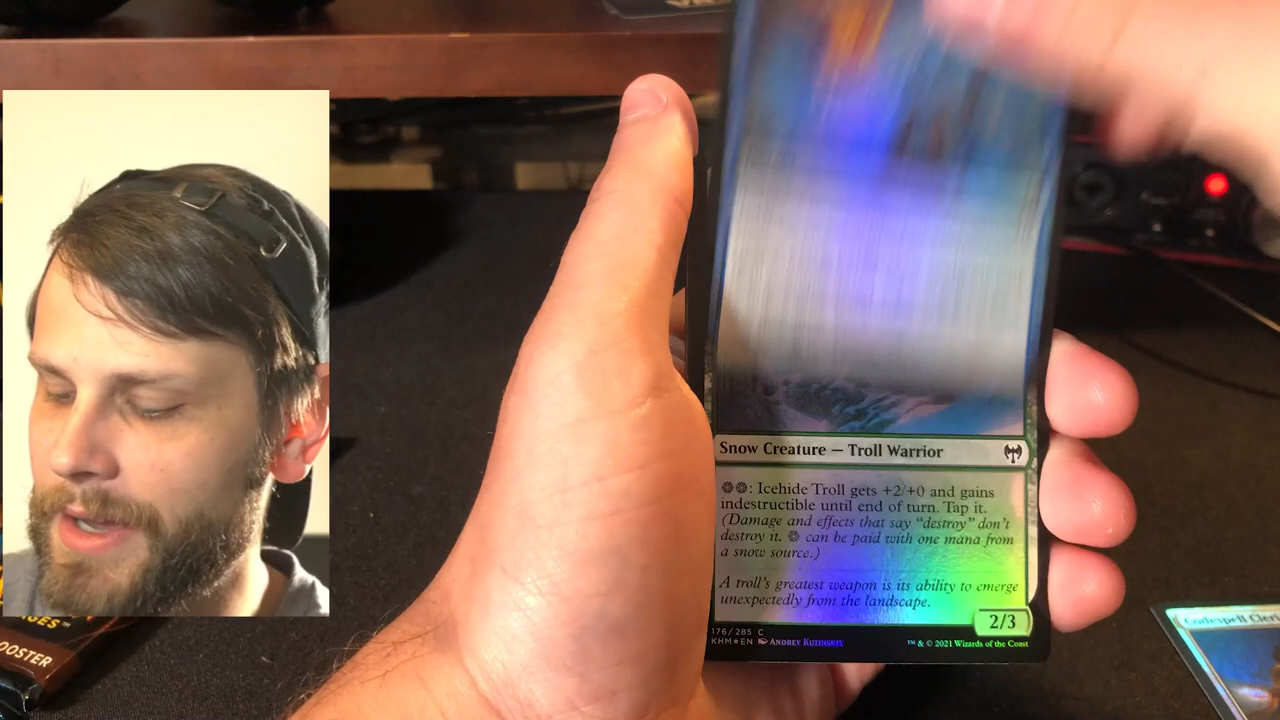 Snow Creature — Troll Warrior
: Icehide Troll gets +2/+0 and gains
indestructible until end of turn. Tap it.
(Damage and effects that say “destroy” don’t
destroy it. can be paid with one mana from
a snow source.)
A troll’s greatest weapon is its ability to emerge
unexpectedly from the landscape.
2/3
176/285 C
KHM★EN ANDREY KUZINSKIY
™ & © 2021 Wizards of the Coast
OOSTER
Codespell Cleric